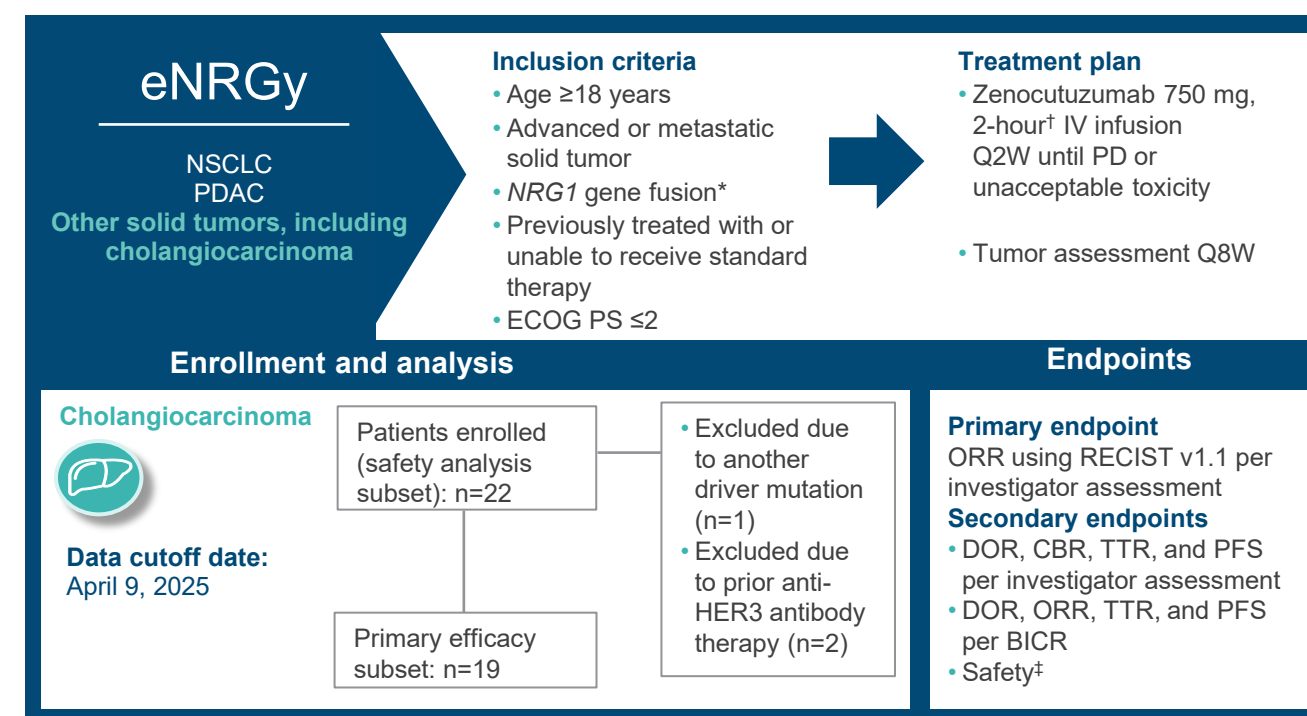 eNRGy
NSCLC
PDAC
Other solid tumors, including
cholangiocarcinoma
Inclusion criteria
• Age ≥18 years
• Advanced or metastatic
solid tumor
• NRG1 gene fusion*
• Previously treated with or
unable to receive standard
therapy
• ECOG PS ≤2
Treatment plan
• Zenocutuzumab 750 mg,
2-hour† IV infusion
Q2W until PD or
unacceptable toxicity
• Tumor assessment Q8W
Enrollment and analysis
Cholangiocarcinoma
Data cutoff date:
April 9, 2025
Patients enrolled
(safety analysis
subset): n=22
Primary efficacy
subset: n=19
• Excluded due
to another
driver mutation
(n=1)
• Excluded due
to prior anti-
HER3 antibody
therapy (n=2)
Endpoints
Primary endpoint
ORR using RECIST v1.1 per
investigator assessment
Secondary endpoints
• DOR, CBR, TTR, and PFS
per investigator assessment
• DOR, ORR, TTR, and PFS
per BICR
• Safety‡